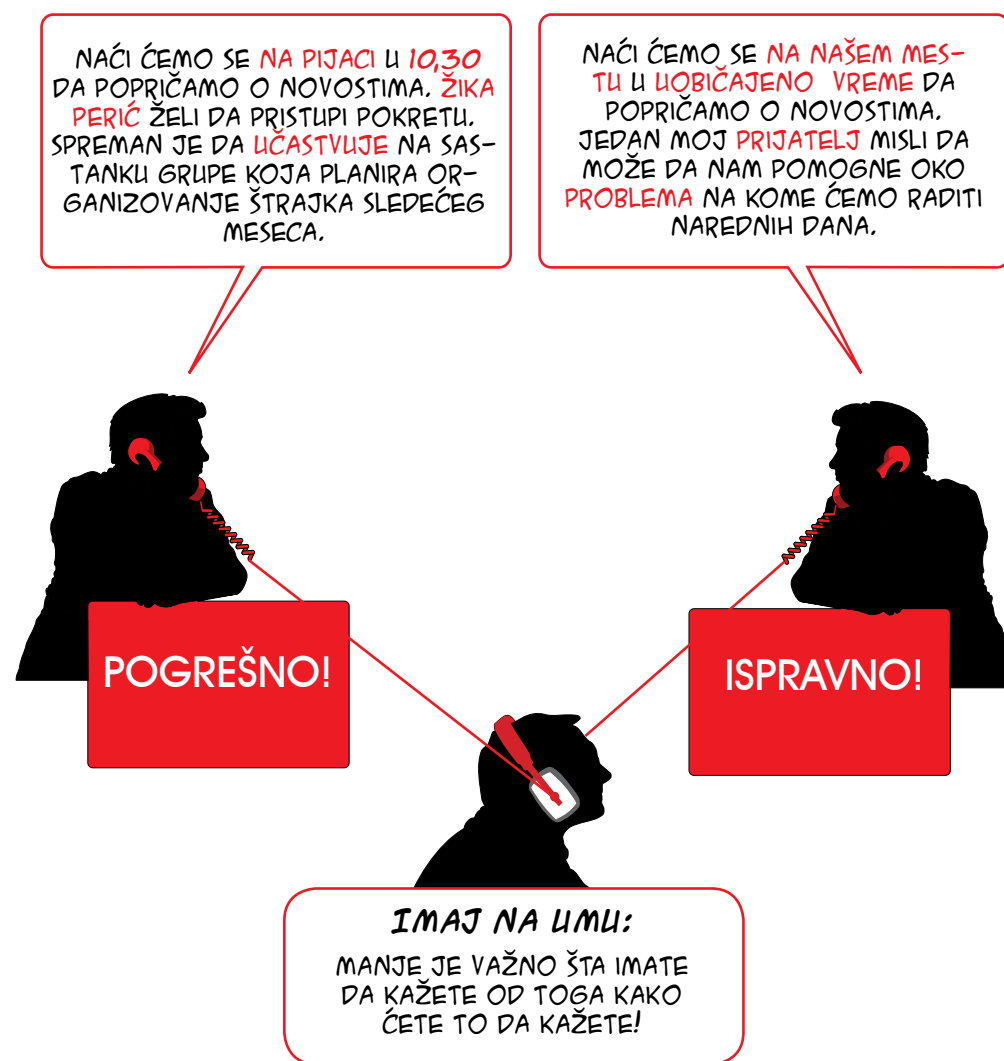 NAĆI ĆEMO SE NA PIJACI U 10,30
DA POPRIČAMO O NOVOSTIMA. ŽIKA
PERIĆ ŽELI DA PRISTUPI POKRETU.
SPREMAN JE DA UČASTVUJE NA SAS-
TANKU GRUPE KOJA PLANIRA OR-
GANIZOVANJE ŠTRAJKA SLEDEĆEG
MESECA.
NAĆI ĆEMO SE NA NAŠEM MES-
TU U UOBIČAJENO VREME DA
POPRIČAMO O NOVOSTIMA.
JEDAN MOJ PRIJATELJ MISLI DA
MOŽE DA NAM POMOGNE OKO
PROBLEMA NA KOME ĆEMO RADITI
NAREDNIH DANA.
POGREŠNO!
ISPRAVNO!
IMAJ NA UMU:
MANJE JE VAŽNO ŠTA IMATE
DA KAŽETE OD TOGA KAKO
ĆETE TO DA KAŽETE!